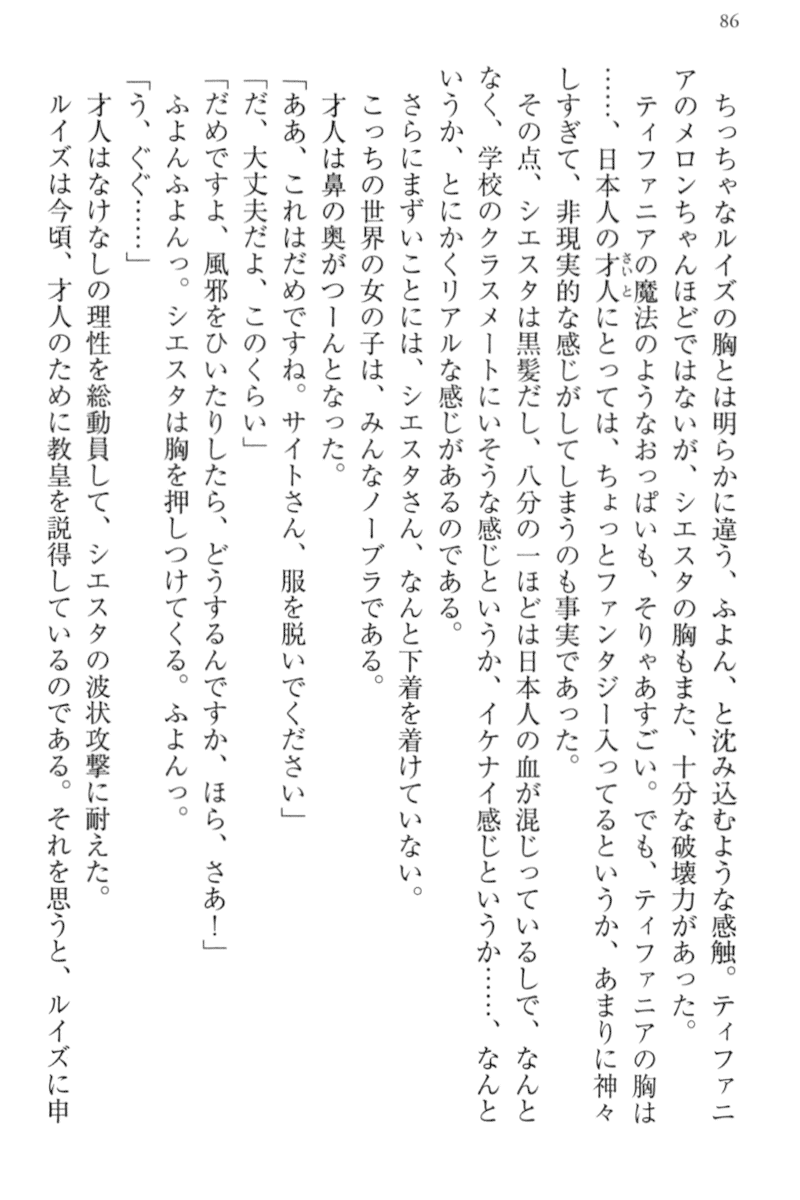 86
ちっちゃなルイズの胸とは明らかに違う、ふよん、と沈み込むような感触。ティファニ
アのメロンちゃんほどではないが、シエスタの胸もまた、十分な破壊力があった。
ティファニアの魔法のようなおっぱいも、そりゃあすごい。でも、ティファニアの胸は
……、日本人の才人さいとにとっては、ちょっとファンタジー入ってるというか、あまりに神々
しすぎて、非現実的な感じがしてしまうのも事実であった。
その点、シエスタは黒髪だし、八分の一ほどは日本人の血が混じっているしで、なんと
なく、学校のクラスメートにいそうな感じというか、イケナイ感じというか……、なんと
いうか、とにかくリアルな感じがあるのである。
さらにまずいことには、シエスタさん、なんと下着を着けていない。
こっちの世界の女の子は、みんなノーブラである。
才人は鼻の奥がつーんとなった。
「ああ、これはだめですね。サイトさん、服を脱いでください」
「だ、大丈夫だよ、このくらい」
「だめですよ、風邪をひいたりしたら、どうするんですか、ほら、さあ！」
ふよんふよんっ。シエスタは胸を押しつけてくる。ふよんっ。
「う、ぐぐ……」
才人はなけなしの理性を総動員して、シエスタの波状攻撃に耐えた。
ルイズは今頃、才人のために教皇を説得しているのである。それを思うと、ルイズに申